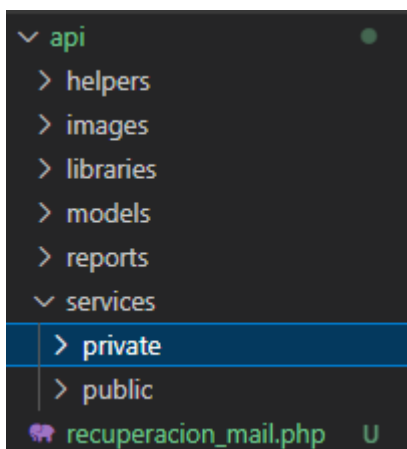 api
helpers
images
libraries
models
reports
services
private
public
recuperacion_mail.php U